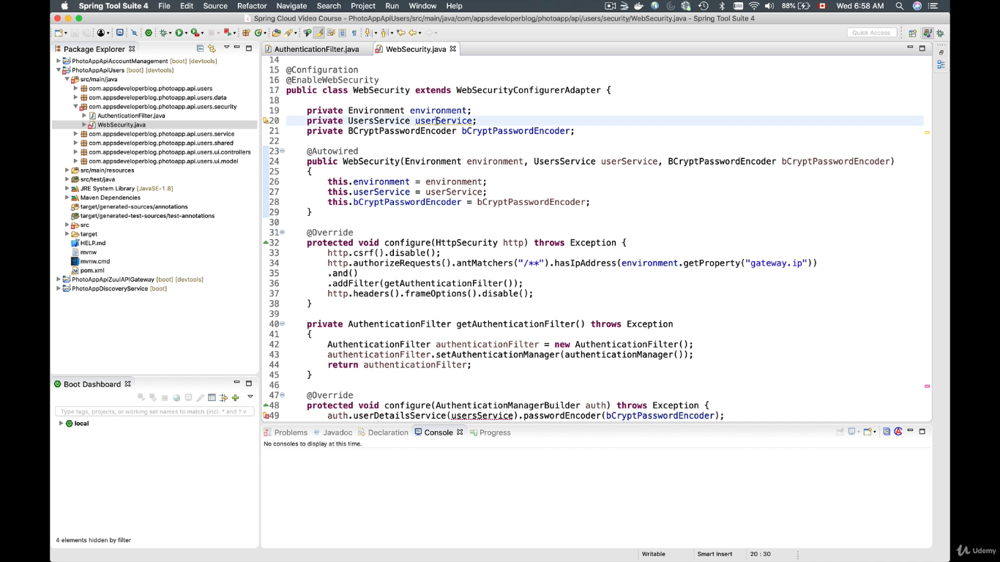 Spring Tool Suite 4 File Edit Source Refactor Navigate Search Project Run Window Help 88% Wed 6:58 AM
Spring Cloud Video Course - PhotoAppApiUsers/src/main/java/com/appsdeveloperblog/photoapp/api/users/security/WebSecurity.java - Spring Tool Suite 4
Quick Access
Package Explorer
PhotoAppApiAccountManagement [boot] [devtools]
PhotoAppApiUsers [boot] [devtools]
src/main/java
com.appsdeveloperblog.photoapp.api.users
com.appsdeveloperblog.photoapp.api.users.data
com.appsdeveloperblog.photoapp.api.users.security
AuthenticationFilter.java
WebSecurity.java
com.appsdeveloperblog.photoapp.api.users.service
com.appsdeveloperblog.photoapp.api.users.shared
com.appsdeveloperblog.photoapp.api.users.ui.controllers
com.appsdeveloperblog.photoapp.api.users.ui.model
src/main/resources
src/test/java
JRE System Library [JavaSE-1.8]
Maven Dependencies
target/generated-sources/annotations
target/generated-test-sources/test-annotations
src
target
HELP.md
mvnw
mvnw.cmd
pom.xml
PhotoAppApiZuulAPIGateway [boot] [devtools]
PhotoAppDiscoveryService [boot]
Boot Dashboard
Type tags, projects, or working set names to match (incl. * and ? v
local
4 elements hidden by filter
AuthenticationFilter.java WebSecurity.java
14
15 @Configuration
16 @EnableWebSecurity
17 public class WebSecurity extends WebSecurityConfigurerAdapter {
18
19 private Environment environment;
20 private UsersService userService;
21 private BCryptPasswordEncoder bCryptPasswordEncoder;
22
23 @Autowired
24 public WebSecurity(Environment environment, UsersService userService, BCryptPasswordEncoder bCryptPasswordEncoder)
25 {
26 this.environment = environment;
27 this.userService = userService;
28 this.bCryptPasswordEncoder = bCryptPasswordEncoder;
29 }
30
31 @Override
32 protected void configure(HttpSecurity http) throws Exception {
33 http.csrf().disable();
34 http.authorizeRequests().antMatchers("/**").hasIpAddress(environment.getProperty("gateway.ip"))
35 .and()
36 .addFilter(getAuthenticationFilter());
37 http.headers().frameOptions().disable();
38 }
39
40 private AuthenticationFilter getAuthenticationFilter() throws Exception
41 {
42 AuthenticationFilter authenticationFilter = new AuthenticationFilter();
43 authenticationFilter.setAuthenticationManager(authenticationManager());
44 return authenticationFilter;
45 }
46
47 @Override
48 protected void configure(AuthenticationManagerBuilder auth) throws Exception {
49 auth.userDetailsService(usersService).passwordEncoder(bCryptPasswordEncoder);
Problems Javadoc Declaration Console Progress
No consoles to display at this time.
Writable Smart Insert 20 : 30
Udemy